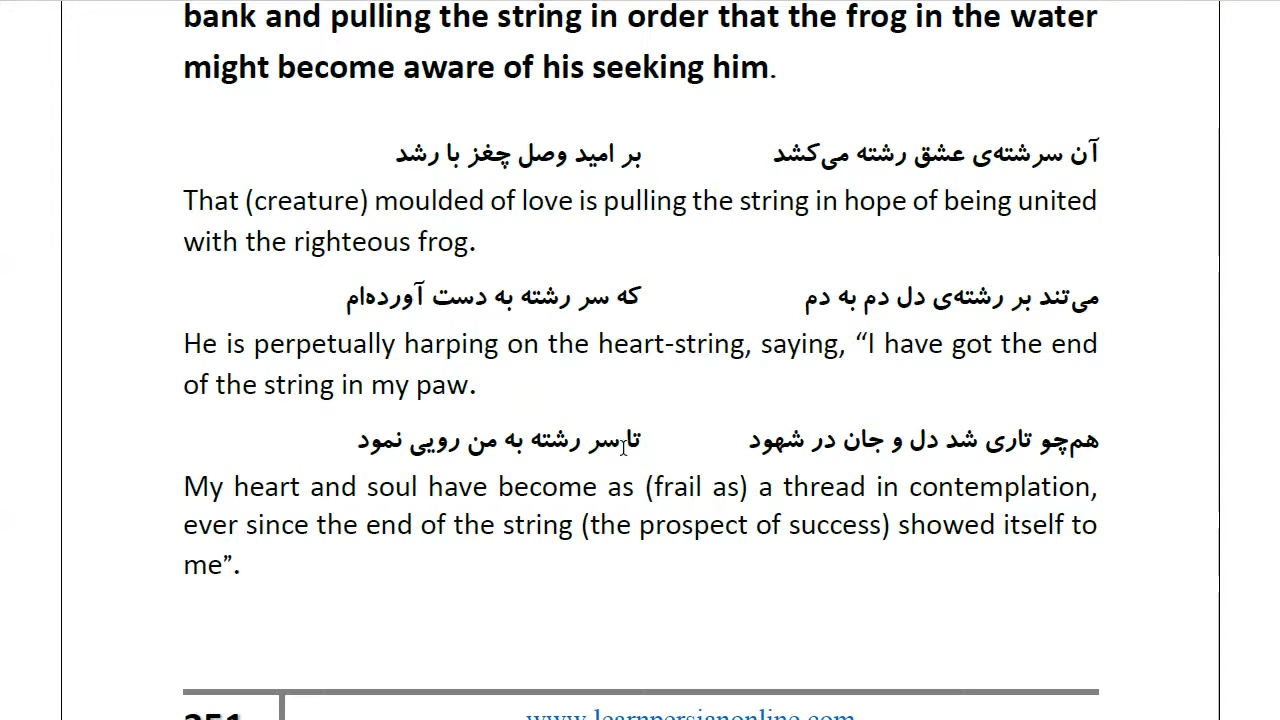 bank and pulling the string in order that the frog in the water
might become aware of his seeking him.
آن سرشته‌ی عشق رشته می‌کشد بر امید وصل چغز با رشد
That (creature) moulded of love is pulling the string in hope of being united
with the righteous frog.
می‌تند بر رشته‌ی دل دم به دم که سر رشته به دست آورده‌ام
He is perpetually harping on the heart-string, saying, “I have got the end
of the string in my paw.
هم‌چو تاری شد دل و جان در شهود تا سر رشته به من رویی نمود
My heart and soul have become as (frail as) a thread in contemplation,
ever since the end of the string (the prospect of success) showed itself to
me”.
251 www.learnpersianonline.com